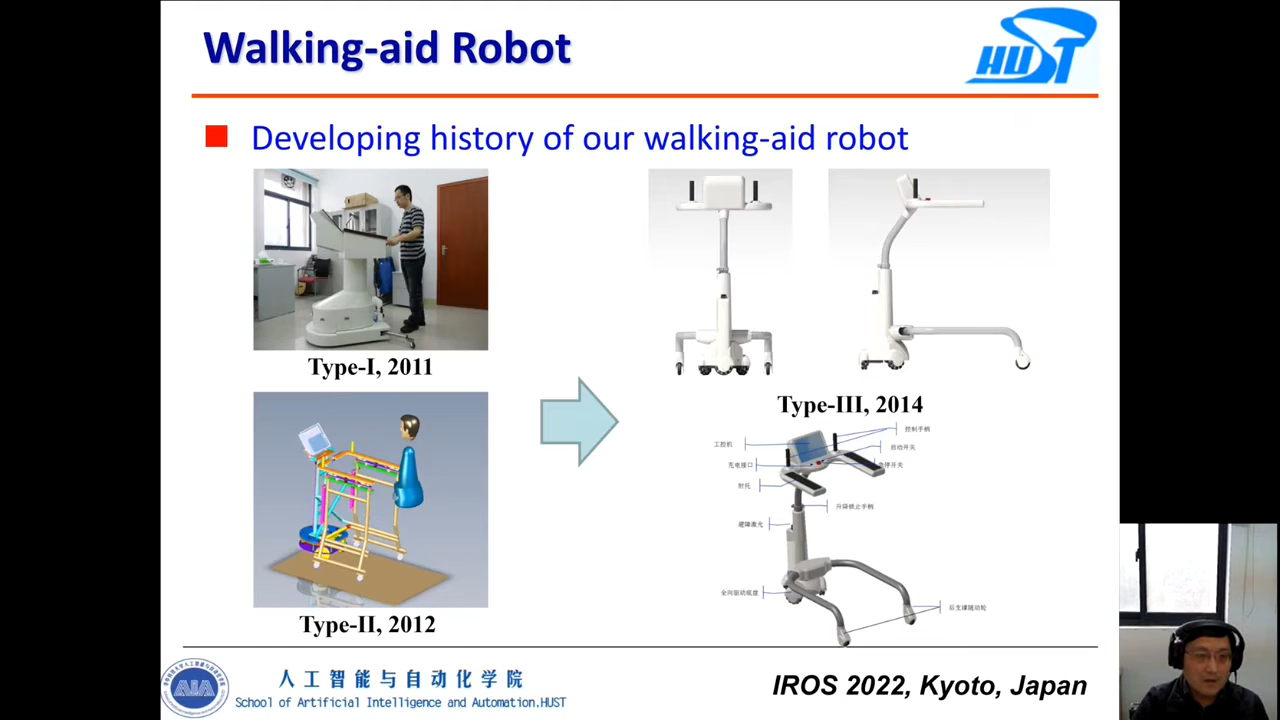 Walking-aid Robot
HUST
Developing history of our walking-aid robot
Type-I, 2011
Type-II, 2012
Type-III, 2014
工控机
充电接口
肘托
避障激光
全向驱动底盘
控制手柄
启动开关
急停开关
升降锁止手柄
后支撑随动轮
AIA
人工智能与自动化学院
School of Artificial Intelligence and Automation.HUST
IROS 2022, Kyoto, Japan